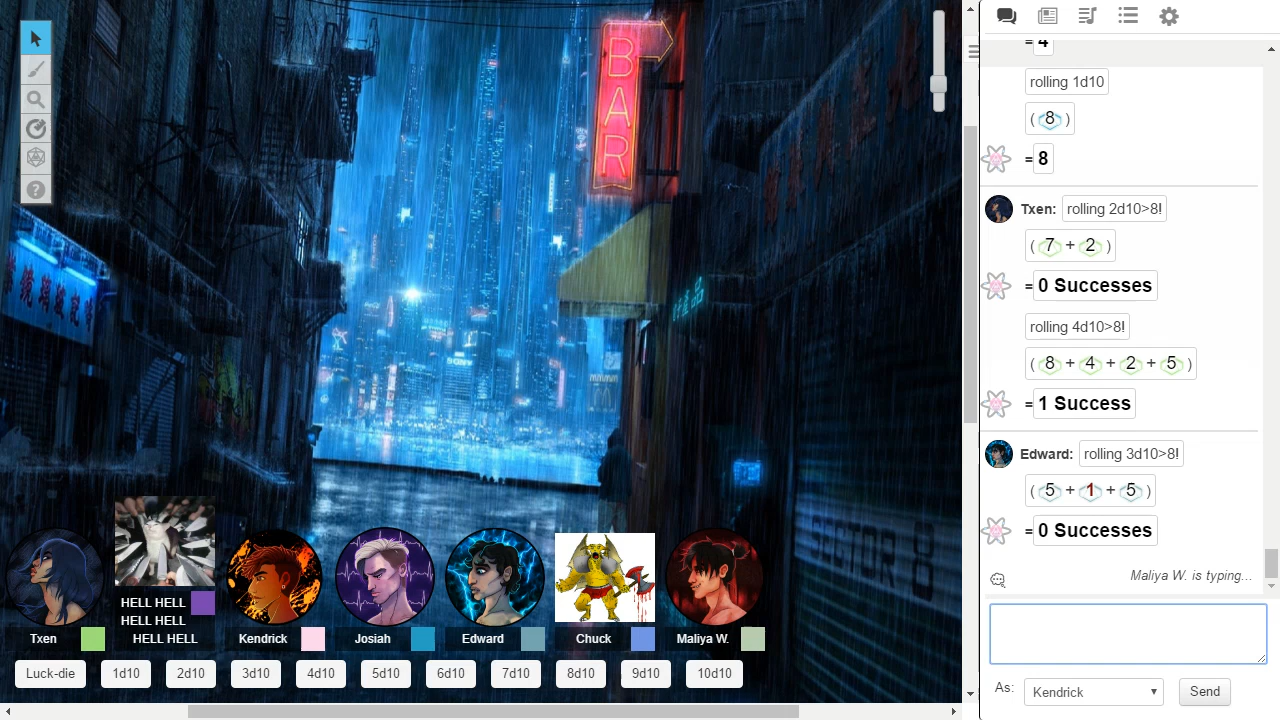 BAR
SECTOR 8
Txen
HELL HELL
HELL HELL
HELL HELL
Kendrick
Josiah
Edward
Chuck
Maliya W.
Luck-die
1d10
2d10
3d10
4d10
5d10
6d10
7d10
8d10
9d10
10d10
= 4
rolling 1d10
(8)
= 8
Txen: rolling 2d10>8!
(7 + 2)
= 0 Successes
rolling 4d10>8!
(8 + 4 + 2 + 5)
= 1 Success
Edward: rolling 3d10>8!
(5 + 1 + 5)
= 0 Successes
Maliya W. is typing...
As: Kendrick
Send